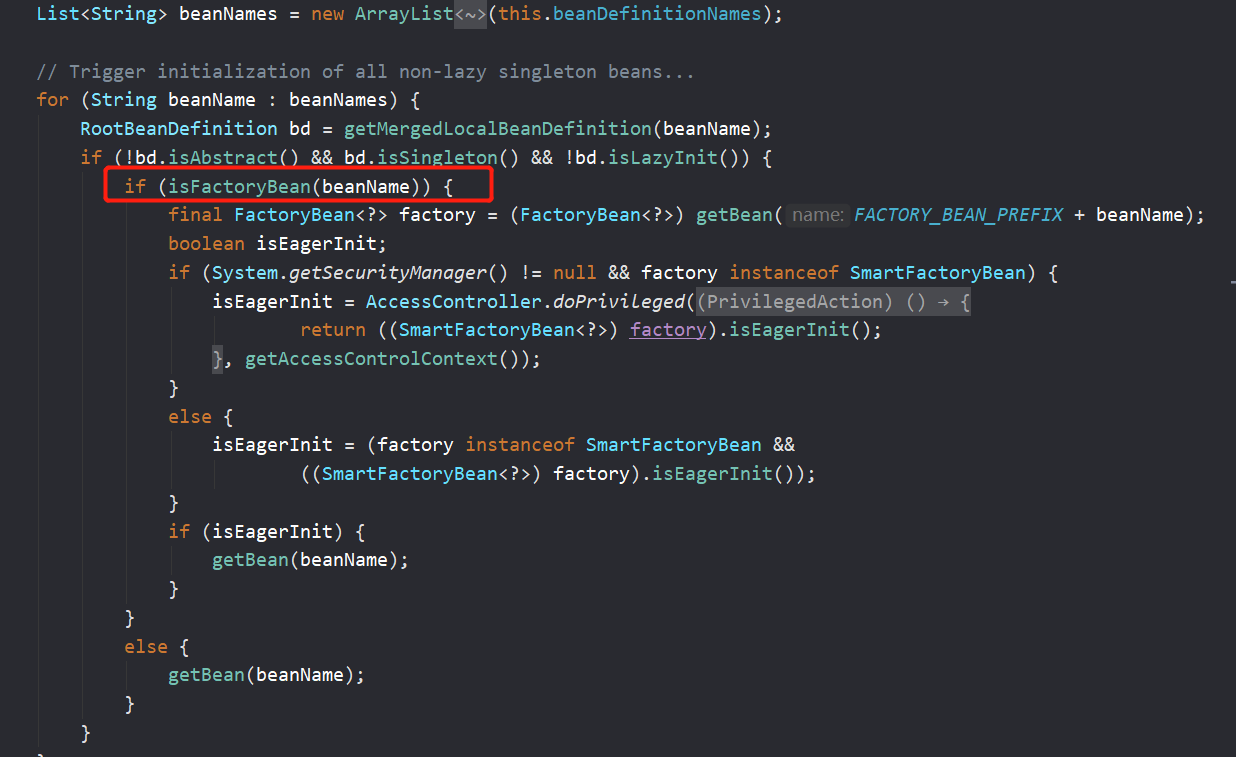 List<String> beanNames = new ArrayList<~>(this.beanDefinitionNames);
// Trigger initialization of all non-lazy singleton beans...
for (String beanName : beanNames) {
RootBeanDefinition bd = getMergedLocalBeanDefinition(beanName);
if (!bd.isAbstract() && bd.isSingleton() && !bd.isLazyInit()) {
if (isFactoryBean(beanName)) {
final FactoryBean<?> factory = (FactoryBean<?>) getBean( name: FACTORY_BEAN_PREFIX + beanName);
boolean isEagerInit;
if (System.getSecurityManager() != null && factory instanceof SmartFactoryBean) {
isEagerInit = AccessController.doPrivileged((PrivilegedAction) () → {
return ((SmartFactoryBean<?>) factory).isEagerInit();
}, getAccessControlContext());
}
else {
isEagerInit = (factory instanceof SmartFactoryBean &&
((SmartFactoryBean<?>) factory).isEagerInit());
}
if (isEagerInit) {
getBean(beanName);
}
}
else {
getBean(beanName);
}
}